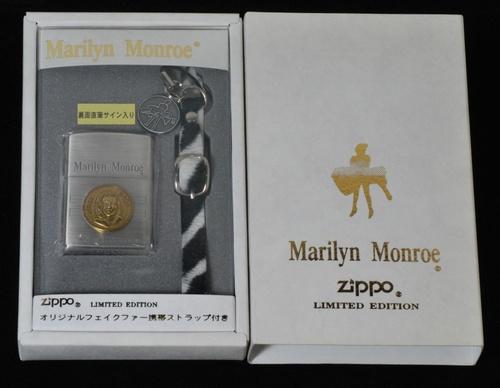 Marilyn Monroe®
裏面直筆サイン入り
Marilyn Monroe
zippo® LIMITED EDITION
オリジナルフェイクファー携帯ストラップ付き
Marilyn Monroe®
zippo®
LIMITED EDITION